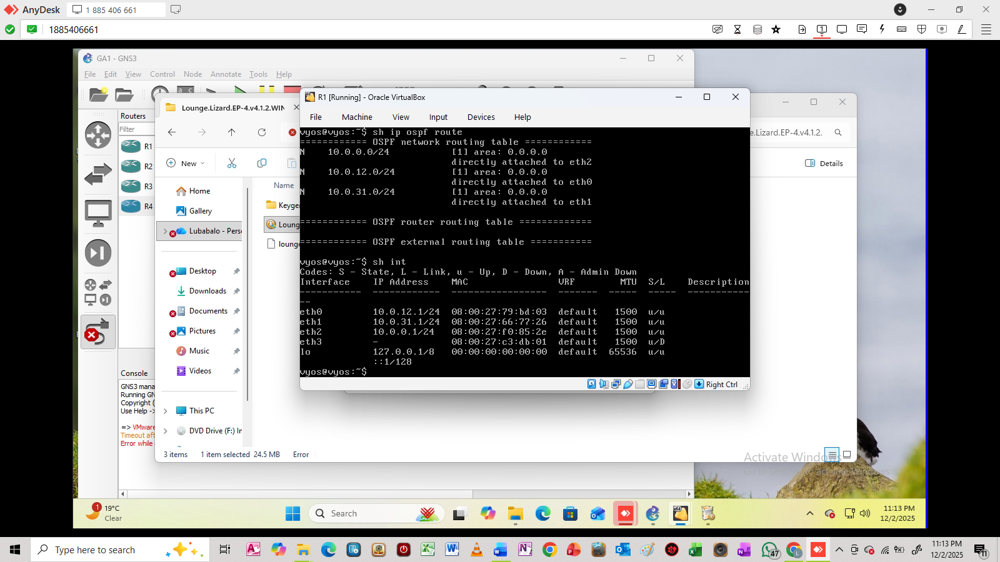 AnyDesk
1 885 406 661
1885406661
GA1 - GNS3
File Edit View Control Node Annotate Tools Help
Routers
Filter
R1
R2
R3
R4
Console
GNS3 mana
Running GN
Copyright (
Use Help ->
=> VMware
Timeout aft
Error while
Lounge.Lizard.EP-4.v4.1.2.WIN
e.Lizard.EP-4.v4.1.2.
New
Details
Home
Gallery
Lubabalo - Pers
Desktop
Downloads
Documents
Pictures
Music
Videos
This PC
DVD Drive (F:) In
Name
Keyge
Loung
lounge
3 items 1 item selected 24.5 MB Error
R1 [Running] - Oracle VirtualBox
File Machine View Input Devices Help
vyos@vyos:~$ sh ip ospf route
============ OSPF network routing table ============
N 10.0.0.0/24 [1] area: 0.0.0.0
directly attached to eth2
N 10.0.12.0/24 [1] area: 0.0.0.0
directly attached to eth0
N 10.0.31.0/24 [1] area: 0.0.0.0
directly attached to eth1
============ OSPF router routing table =============
============ OSPF external routing table ===========
vyos@vyos:~$ sh int
Codes: S - State, L - Link, u - Up, D - Down, A - Admin Down
Interface IP Address MAC VRF MTU S/L Description
----------- ------------ ----------------- ------- ----- ----- -----------
--
eth0 10.0.12.1/24 08:00:27:79:bd:03 default 1500 u/u
eth1 10.0.31.1/24 08:00:27:66:77:26 default 1500 u/u
eth2 10.0.0.1/24 08:00:27:f0:85:2e default 1500 u/u
eth3 - 08:00:27:c3:db:01 default 1500 u/D
lo 127.0.0.1/8 00:00:00:00:00:00 default 65536 u/u
::1/128
vyos@vyos:~$
Right Ctrl
Activate Windows
Go to Settings to activate Windows.
1
19°C
Clear
Search
11:13 PM
12/2/2025
Type here to search
47
11:13 PM
12/2/2025
11